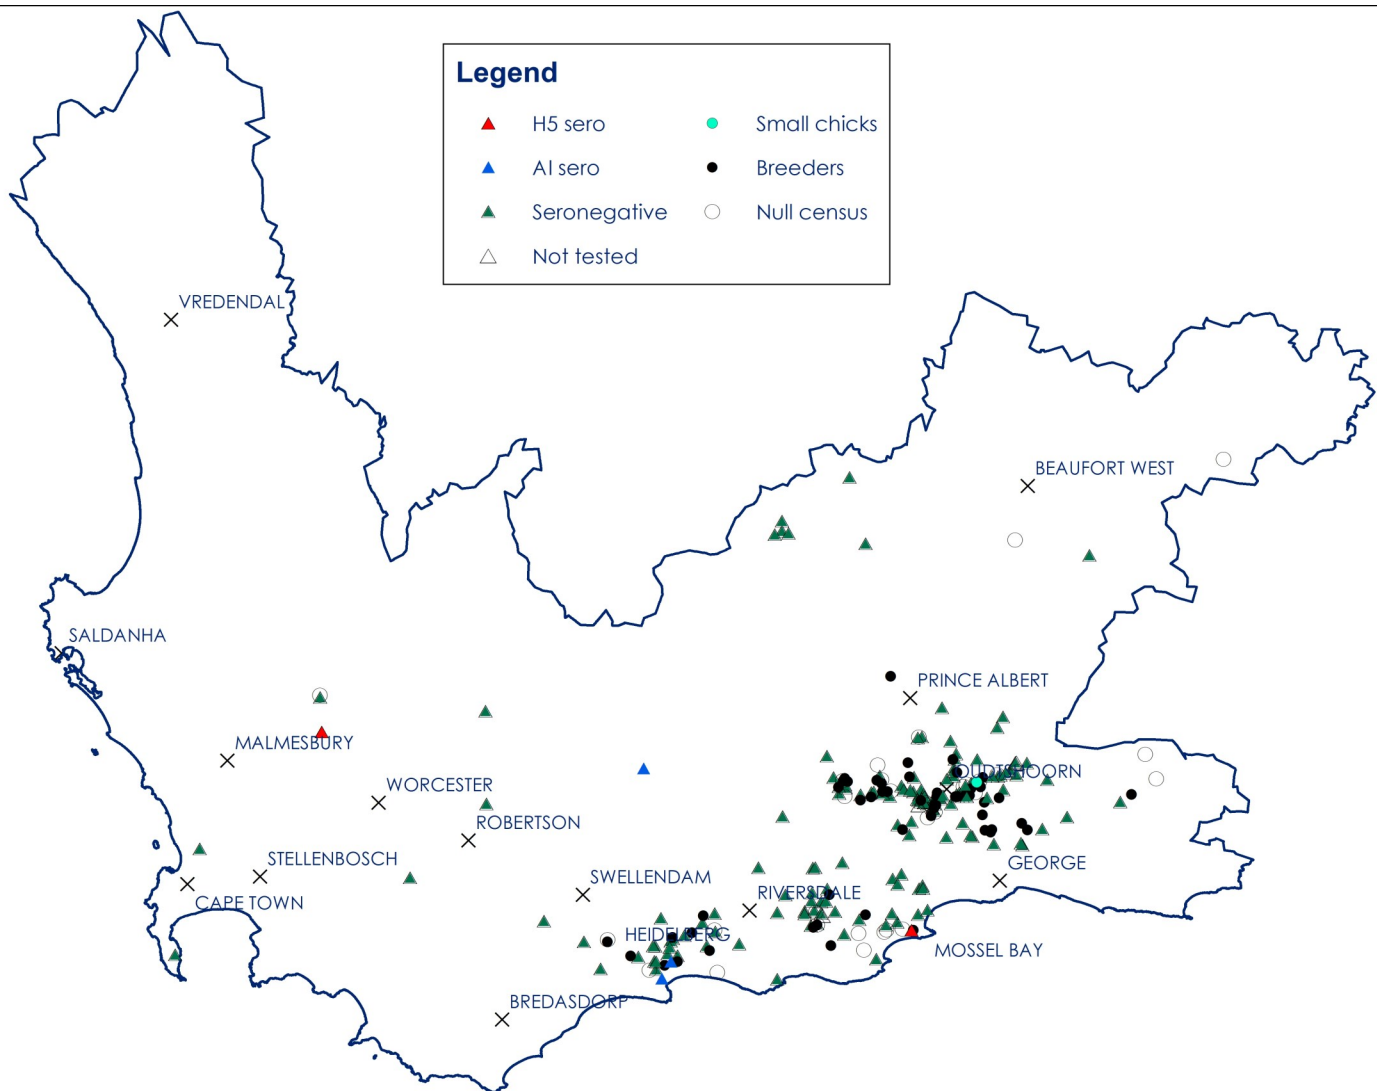 Legend
H5 sero
Small chicks
AI sero
Breeders
Seronegative
Null census
Not tested
VREDENDAL
BEAUFORT WEST
SALDANHA
PRINCE ALBERT
MALMESBURY
OUDTSHOORN
WORCESTER
ROBERTSON
STELLENBOSCH
GEORGE
SWELLENDAM
RIVERSDALE
CAPE TOWN
HEIDELBERG
MOSSEL BAY
BREDASDORP